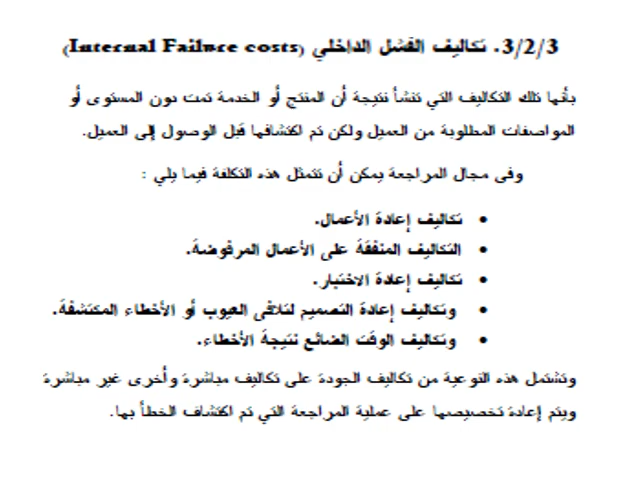 3/2/3. تكاليف الفشل الداخلي (Internal Failure costs)
بأنها تلك التكاليف التي تنشأ نتيجة أن المنتج أو الخدمة تمت دون المستوى أو
المواصفات المطلوبة من العميل ولكن تم اكتشافها قبل الوصول إلى العميل.
وفى مجال المراجعة يمكن أن تتمثل هذه التكلفة فيما يلي :
• تكاليف إعادة الأعمال.
• التكاليف المنفقة على الأعمال المرفوضة.
• تكاليف إعادة الاختبار.
• وتكاليف إعادة التصميم لتلافى العيوب أو الأخطاء المكتشفة.
• وتكاليف الوقت الضائع نتيجة الأخطاء.
وتشتمل هذه النوعية من تكاليف الجودة على تكاليف مباشرة وأخرى غير مباشرة
ويتم إعادة تخصيصها على عملية المراجعة التي تم اكتشاف الخطأ بها.